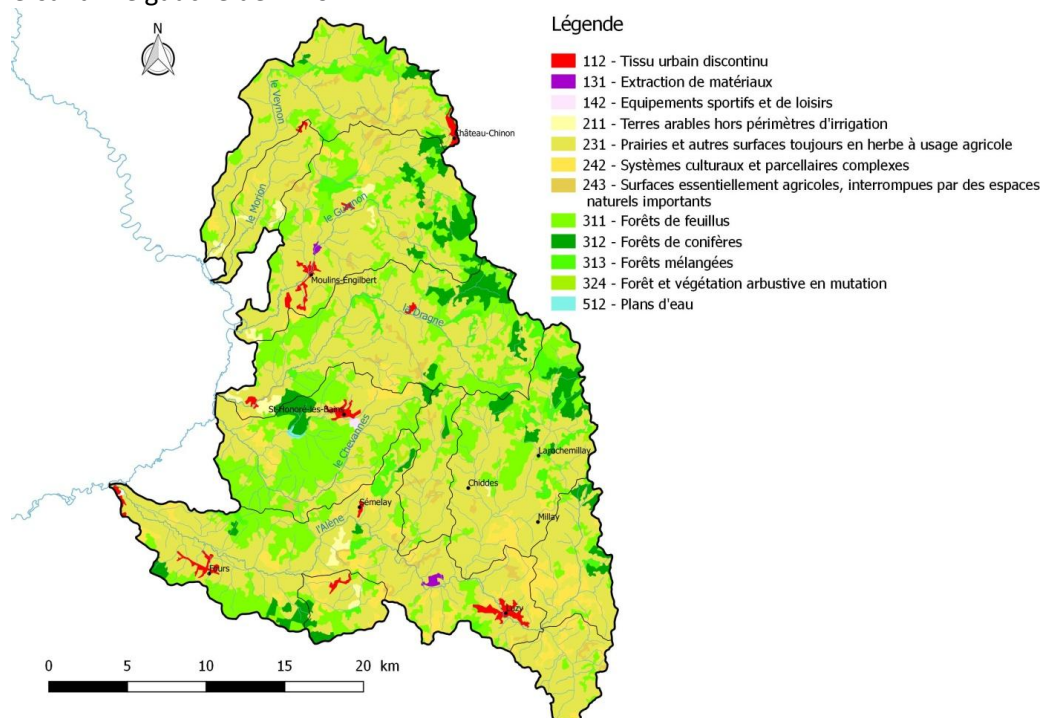 N
Légende
112 - Tissu urbain discontinu
131 - Extraction de matériaux
142 - Equipements sportifs et de loisirs
211 - Terres arables hors périmètres d'irrigation
231 - Prairies et autres surfaces toujours en herbe à usage agricole
242 - Systèmes culturaux et parcellaires complexes
243 - Surfaces essentiellement agricoles, interrompues par des espaces
naturels importants
311 - Forêts de feuillus
312 - Forêts de conifères
313 - Forêts mélangées
324 - Forêt et végétation arbustive en mutation
512 - Plans d'eau
le Veynon
Château-Chinon
le Morion
le Guignon
Moulins-Engilbert
la Dragne
St-Honoré-les-Bains
le Chevannes
Larochemillay
Chiddes
Sémelay
l'Alène
Millay
Fours
Luzy
0 5 10 15 20 km